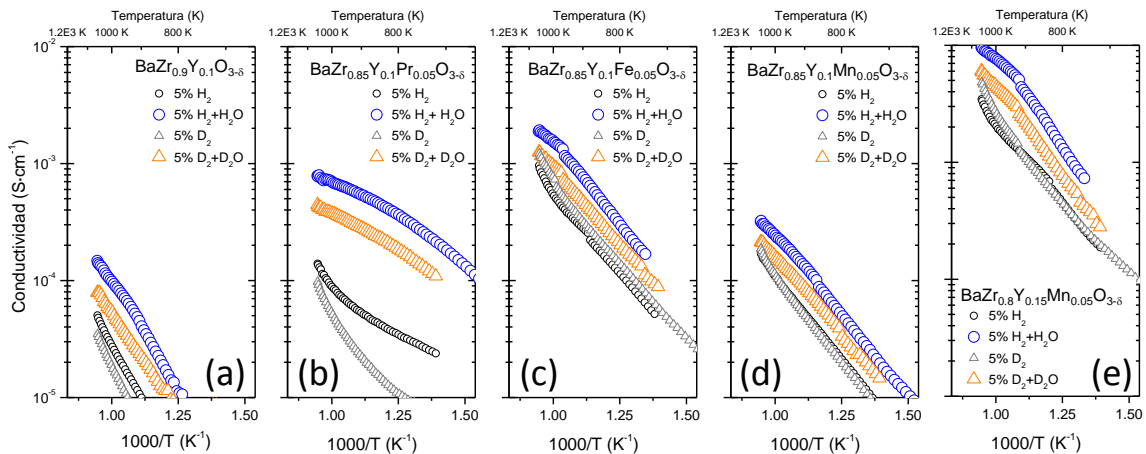 Temperatura (K)
1.2E3 K 1000 K 800 K
10⁻²
10⁻³
10⁻⁴
10⁻⁵
Conductividad (S·cm⁻¹)
BaZr₀.₉Y₀.₁O₃₋δ
5% H₂
5% H₂+H₂O
5% D₂
5% D₂+D₂O
(a)
1.00 1.25
1000/T (K⁻¹)
Temperatura (K)
1.2E3 K 1000 K 800 K
BaZr₀.₈₅Y₀.₁Pr₀.₀₅O₃₋δ
5% H₂
5% H₂+ H₂O
5% D₂
5% D₂+ D₂O
(b)
1.00 1.25 1.50
1000/T (K⁻¹)
Temperatura (K)
1.2E3 K 1000 K 800 K
BaZr₀.₈₅Y₀.₁Fe₀.₀₅O₃₋δ
5% H₂
5% H₂+H₂O
5% D₂
5% D₂+D₂O
(c)
1.00 1.25 1.50
1000/T (K⁻¹)
Temperatura (K)
1.2E3 K 1000 K 800 K
BaZr₀.₈₅Y₀.₁Mn₀.₀₅O₃₋δ
5% H₂
5% H₂+H₂O
5% D₂
5% D₂+D₂O
(d)
1.00 1.25 1.50
1000/T (K⁻¹)
Temperatura (K)
1.2E3 K 1000 K 800 K
BaZr₀.₈Y₀.₁₅Mn₀.₀₅O₃₋δ
5% H₂
5% H₂+H₂O
5% D₂
5% D₂+D₂O
(e)
1.00 1.25 1.50
1000/T (K⁻¹)